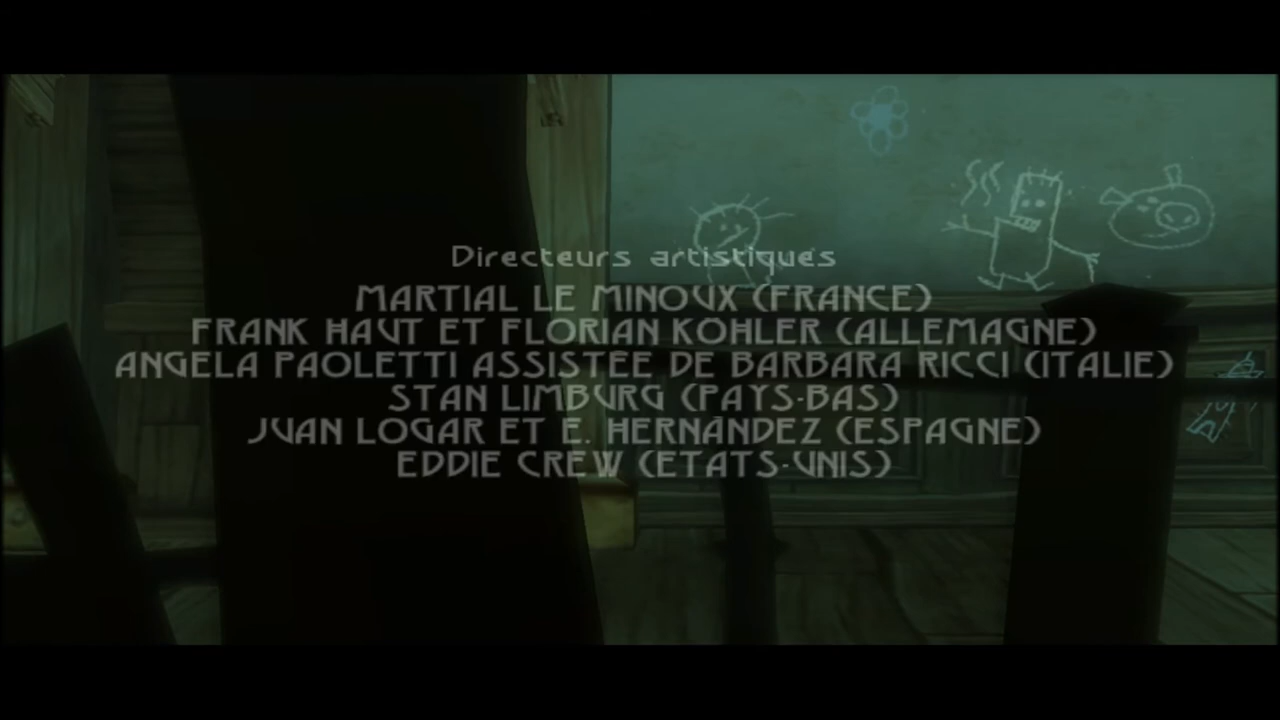 Directeurs artistiques
MARTIAL LE MINOUX (FRANCE)
FRANK HAUT ET FLORIAN KOHLER (ALLEMAGNE)
ANGELA PAOLETTI ASSISTÉE DE BARBARA RICCI (ITALIE)
STAN LIMBURG (PAYS-BAS)
JUAN LOGAR ET E. HERNÁNDEZ (ESPAGNE)
EDDIE CREW (ETATS-UNIS)